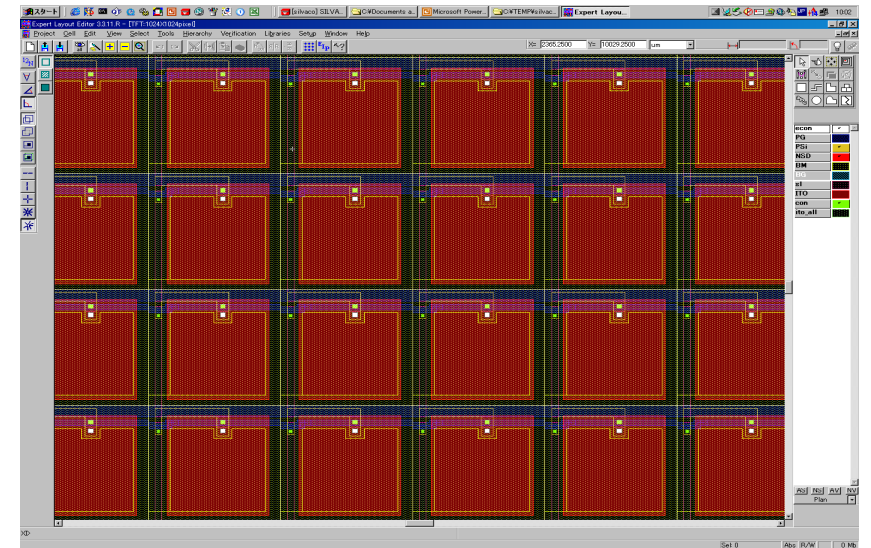 スタート
[silvaco] SILVA...
C:¥Documents a..
Microsoft Power..
C:¥TEMP¥silvac..
Expert Layou...
10:02
Expert Layout Editor 3.3.11.R - [TFT:1024X1024pixel]
Project Cell Edit View Select Tools Hierarchy Verification Libraries Setup Window Help
X= 2365.2500 Y= 10029.2500 um
econ
PG
PSi
NSD
BM
sl
ITO
con
ito_all
AS NS AV NV
Plan
Sel: 0 Abs R/W 0 Mb